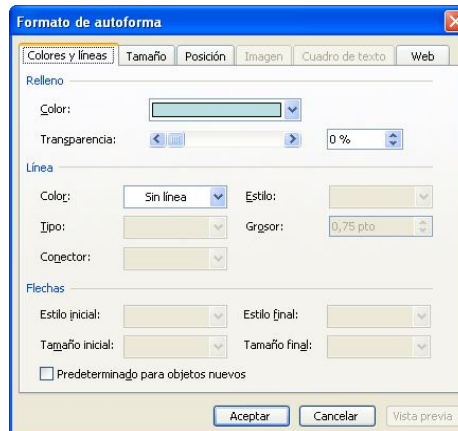 Formato de autoforma
Colores y líneas Tamaño Posición Imagen Cuadro de texto Web
Relleno
Color:
Transparencia: 0 %
Línea
Color: Sin línea Estilo:
Tipo: Grosor: 0,75 pto
Conector:
Flechas
Estilo inicial: Estilo final:
Tamaño inicial: Tamaño final:
Predeterminado para objetos nuevos
Aceptar Cancelar Vista previa